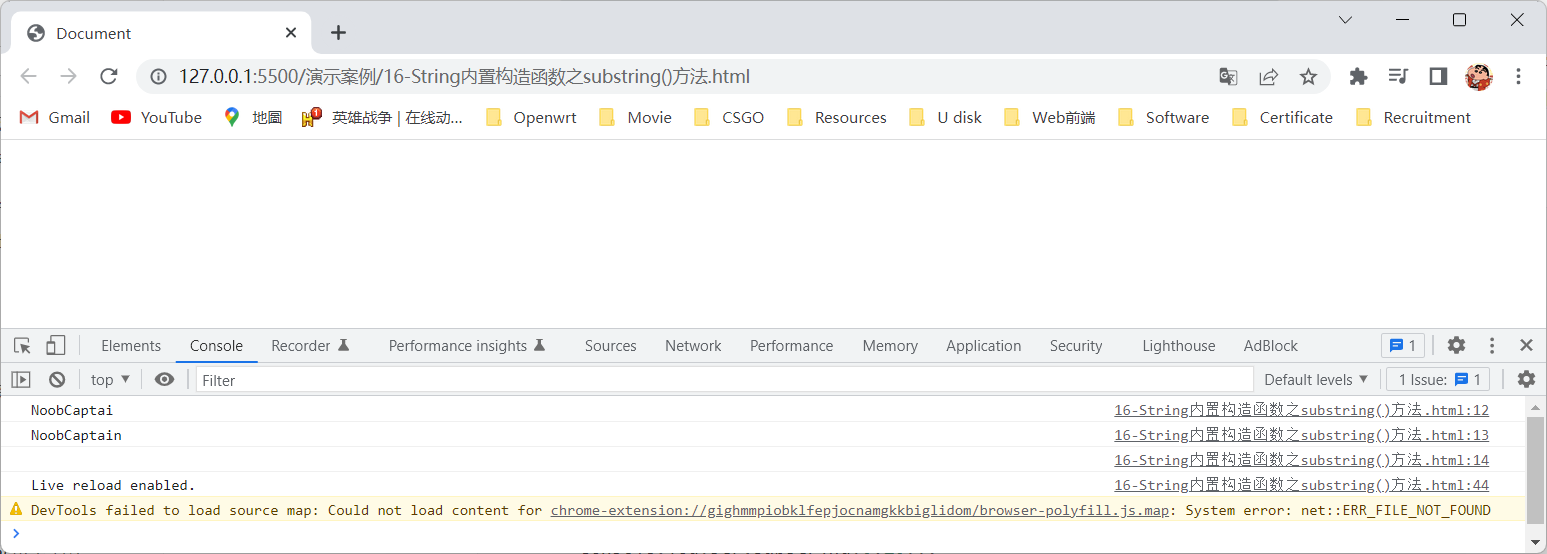 Document
127.0.0.1:5500/演示案例/16-String内置构造函数之substring()方法.html
Gmail YouTube 地圖 1 英雄战争 | 在线动... Openwrt Movie CSGO Resources U disk Web前端 Software Certificate Recruitment
Elements Console Recorder Performance insights Sources Network Performance Memory Application Security Lighthouse AdBlock 1
top ▼ Filter Default levels ▼ 1 Issue: 1
NoobCaptai 16-String内置构造函数之substring()方法.html:12
NoobCaptain 16-String内置构造函数之substring()方法.html:13
16-String内置构造函数之substring()方法.html:14
Live reload enabled. 16-String内置构造函数之substring()方法.html:44
DevTools failed to load source map: Could not load content for chrome-extension://gighmmpiobklfepjocnamgkkbiglidom/browser-polyfill.js.map: System error: net::ERR_FILE_NOT_FOUND